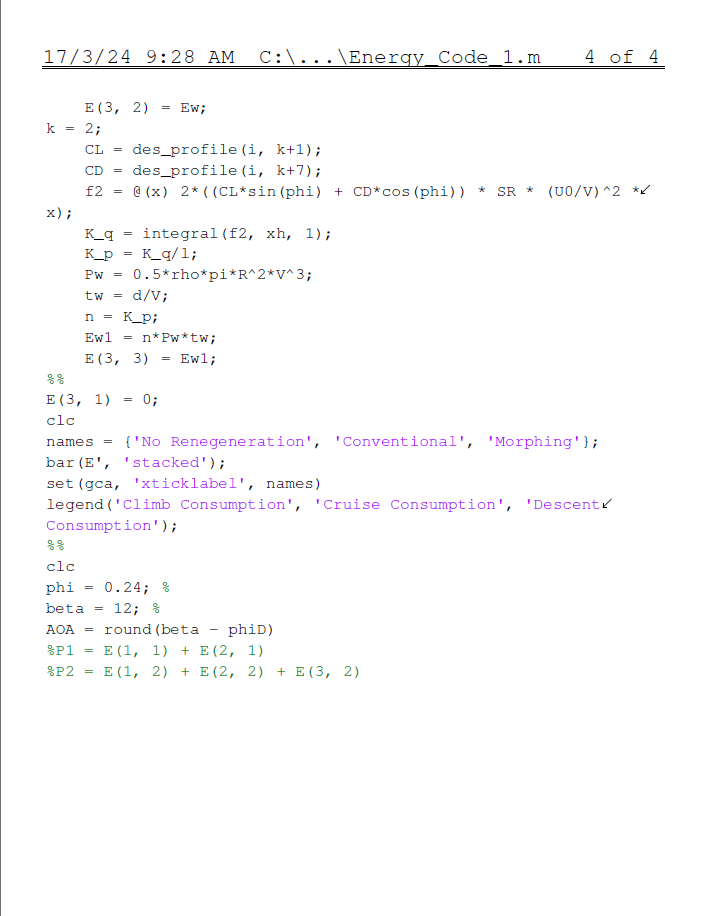 17/3/24 9:28 AM  C:\...\Energy_Code_1.m    4 of 4
    E(3, 2) = Ew;
k = 2;
    CL = des_profile(i, k+1);
    CD = des_profile(i, k+7);
    f2 = @(x) 2*((CL*sin(phi) + CD*cos(phi)) * SR * (U0/V)^2 *↙
x);
    K_q = integral(f2, xh, 1);
    K_p = K_q/l;
    Pw = 0.5*rho*pi*R^2*V^3;
    tw = d/V;
    n = K_p;
    Ew1 = n*Pw*tw;
    E(3, 3) = Ew1;
%%
E(3, 1) = 0;
clc
names = {'No Renegeneration', 'Conventional', 'Morphing'};
bar(E', 'stacked');
set(gca, 'xticklabel', names)
legend('Climb Consumption', 'Cruise Consumption', 'Descent↙
Consumption');
%%
clc
phi = 0.24; %
beta = 12; %
AOA = round(beta - phiD)
%P1 = E(1, 1) + E(2, 1)
%P2 = E(1, 2) + E(2, 2) + E(3, 2)